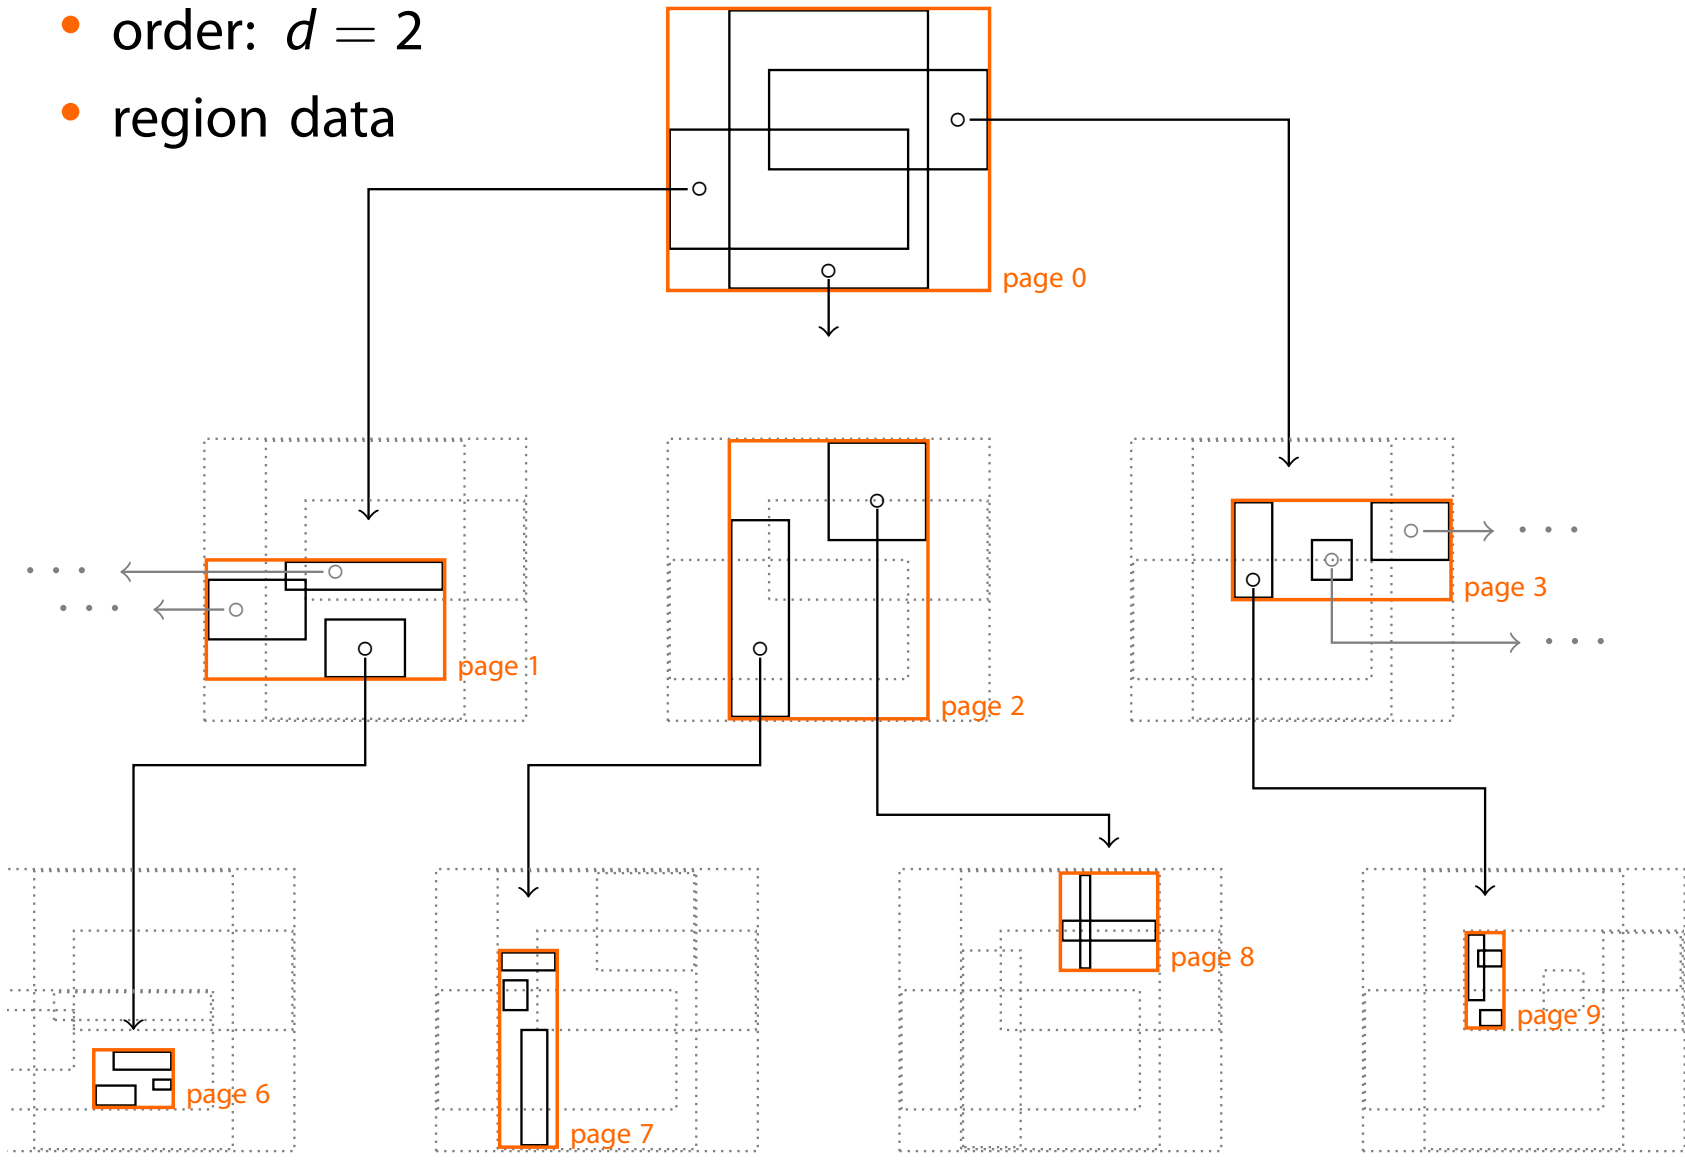 • order: d = 2
• region data
page 0
page 1
page 2
page 3
page 6
page 7
page 8
page 9